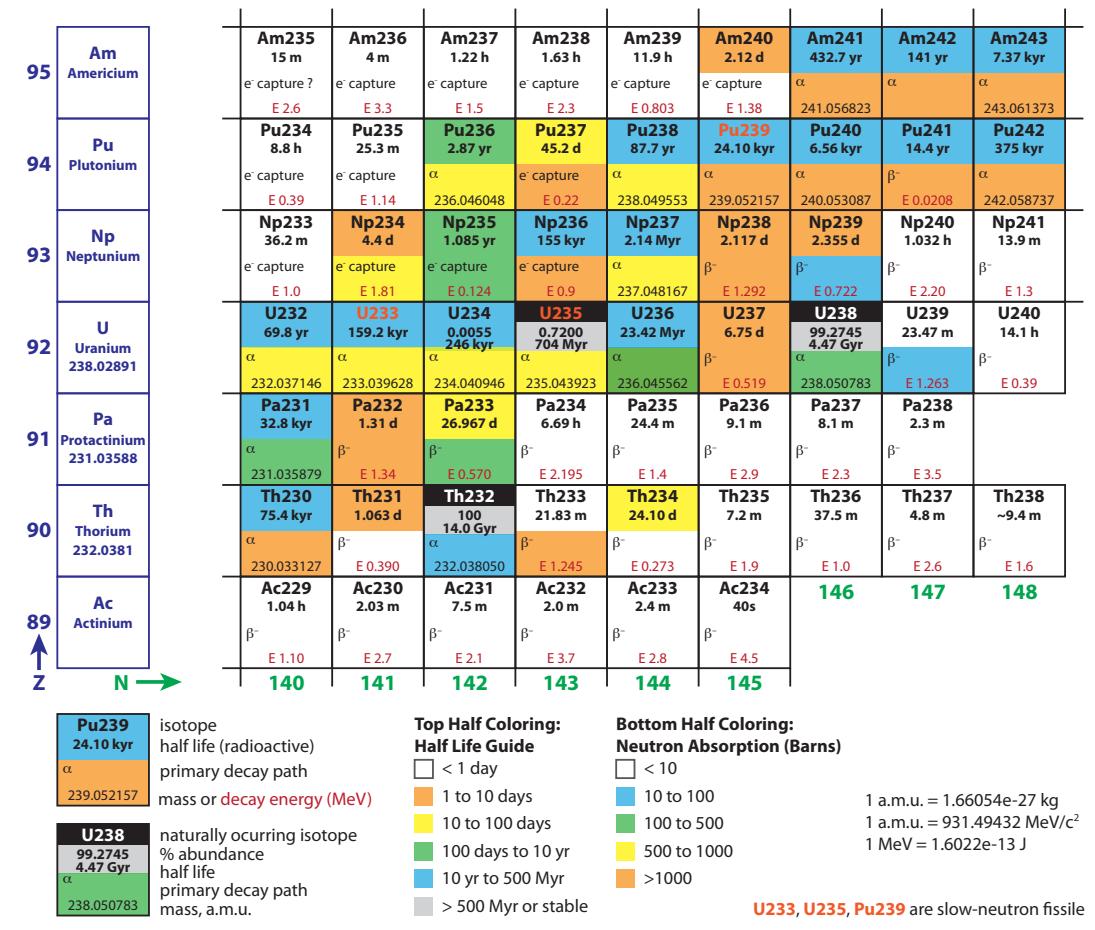 95
Am
Americium
Am235
15 m
e⁻ capture ?
E 2.6
Am236
4 m
e⁻ capture
E 3.3
Am237
1.22 h
e⁻ capture
E 1.5
Am238
1.63 h
e⁻ capture
E 2.3
Am239
11.9 h
e⁻ capture
E 0.803
Am240
2.12 d
e⁻ capture
E 1.38
Am241
432.7 yr
α
241.056823
Am242
141 yr
α
Am243
7.37 kyr
α
243.061373
94
Pu
Plutonium
Pu234
8.8 h
e⁻ capture
E 0.39
Pu235
25.3 m
e⁻ capture
E 1.14
Pu236
2.87 yr
α
236.046048
Pu237
45.2 d
e⁻ capture
E 0.22
Pu238
87.7 yr
α
238.049553
Pu239
24.10 kyr
α
239.052157
Pu240
6.56 kyr
α
240.053087
Pu241
14.4 yr
β⁻
E 0.0208
Pu242
375 kyr
α
242.058737
93
Np
Neptunium
Np233
36.2 m
e⁻ capture
E 1.0
Np234
4.4 d
e⁻ capture
E 1.81
Np235
1.085 yr
e⁻ capture
E 0.124
Np236
155 kyr
e⁻ capture
E 0.9
Np237
2.14 Myr
α
237.048167
Np238
2.117 d
β⁻
E 1.292
Np239
2.355 d
β⁻
E 0.722
Np240
1.032 h
β⁻
E 2.20
Np241
13.9 m
β⁻
E 1.3
92
U
Uranium
238.02891
U232
69.8 yr
α
232.037146
U233
159.2 kyr
α
233.039628
U234
0.0055
246 kyr
α
234.040946
U235
0.7200
704 Myr
α
235.043923
U236
23.42 Myr
α
236.045562
U237
6.75 d
β⁻
E 0.519
U238
99.2745
4.47 Gyr
α
238.050783
U239
23.47 m
β⁻
E 1.263
U240
14.1 h
β⁻
E 0.39
91
Pa
Protactinium
231.03588
Pa231
32.8 kyr
α
231.035879
Pa232
1.31 d
β⁻
E 1.34
Pa233
26.967 d
β⁻
E 0.570
Pa234
6.69 h
β⁻
E 2.195
Pa235
24.4 m
β⁻
E 1.4
Pa236
9.1 m
β⁻
E 2.9
Pa237
8.1 m
β⁻
E 2.3
Pa238
2.3 m
β⁻
E 3.5
90
Th
Thorium
232.0381
Th230
75.4 kyr
α
230.033127
Th231
1.063 d
β⁻
E 0.390
Th232
100
14.0 Gyr
α
232.038050
Th233
21.83 m
β⁻
E 1.245
Th234
24.10 d
β⁻
E 0.273
Th235
7.2 m
β⁻
E 1.9
Th236
37.5 m
β⁻
E 1.0
Th237
4.8 m
β⁻
E 2.6
Th238
~9.4 m
β⁻
E 1.6
89
Ac
Actinium
Ac229
1.04 h
β⁻
E 1.10
Ac230
2.03 m
β⁻
E 2.7
Ac231
7.5 m
β⁻
E 2.1
Ac232
2.0 m
β⁻
E 3.7
Ac233
2.4 m
β⁻
E 2.8
Ac234
40s
β⁻
E 4.5
146 147 148
Z
N
140 141 142 143 144 145
Pu239
24.10 kyr
α
239.052157
isotope
half life (radioactive)
primary decay path
mass or decay energy (MeV)
U238
99.2745
4.47 Gyr
α
238.050783
naturally ocurring isotope
% abundance
half life
primary decay path
mass, a.m.u.
Top Half Coloring:
Half Life Guide
< 1 day
1 to 10 days
10 to 100 days
100 days to 10 yr
10 yr to 500 Myr
> 500 Myr or stable
Bottom Half Coloring:
Neutron Absorption (Barns)
< 10
10 to 100
100 to 500
500 to 1000
>1000
1 a.m.u. = 1.66054e-27 kg
1 a.m.u. = 931.49432 MeV/c²
1 MeV = 1.6022e-13 J
U233, U235, Pu239 are slow-neutron fissile